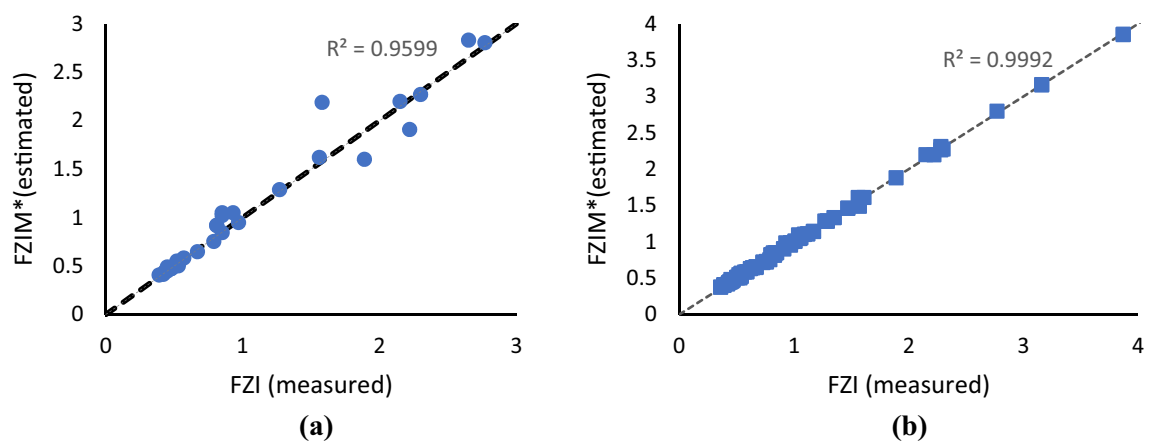 R² = 0.9599
FZIM*(estimated)
3
2.5
2
1.5
1
0.5
0
0 1 2 3
FZI (measured)
(a)
R² = 0.9992
FZIM*(estimated)
4
3.5
3
2.5
2
1.5
1
0.5
0
0 1 2 3 4
FZI (measured)
(b)